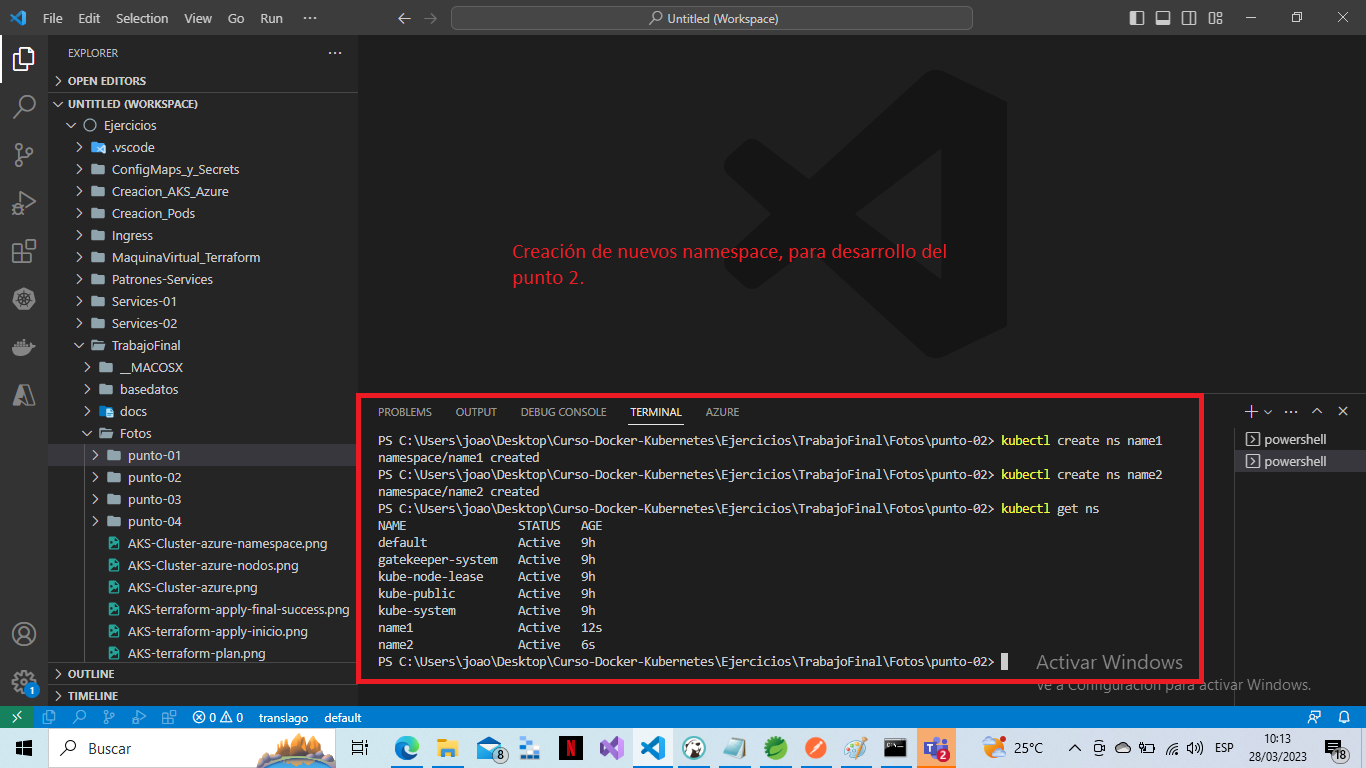 File Edit Selection View Go Run ···
Untitled (Workspace)
EXPLORER
OPEN EDITORS
UNTITLED (WORKSPACE)
Ejercicios
.vscode
ConfigMaps_y_Secrets
Creacion_AKS_Azure
Creacion_Pods
Ingress
MaquinaVirtual_Terraform
Patrones-Services
Services-01
Services-02
TrabajoFinal
__MACOSX
basedatos
docs
Fotos
punto-01
punto-02
punto-03
punto-04
AKS-Cluster-azure-namespace.png
AKS-Cluster-azure-nodos.png
AKS-Cluster-azure.png
AKS-terraform-apply-final-success.png
AKS-terraform-apply-inicio.png
AKS-terraform-plan.png
OUTLINE
TIMELINE
Creación de nuevos namespace, para desarrollo del
punto 2.
PROBLEMS OUTPUT DEBUG CONSOLE TERMINAL AZURE
PS C:\Users\joao\Desktop\Curso-Docker-Kubernetes\Ejercicios\TrabajoFinal\Fotos\punto-02> kubectl create ns name1
namespace/name1 created
PS C:\Users\joao\Desktop\Curso-Docker-Kubernetes\Ejercicios\TrabajoFinal\Fotos\punto-02> kubectl create ns name2
namespace/name2 created
PS C:\Users\joao\Desktop\Curso-Docker-Kubernetes\Ejercicios\TrabajoFinal\Fotos\punto-02> kubectl get ns
NAME STATUS AGE
default Active 9h
gatekeeper-system Active 9h
kube-node-lease Active 9h
kube-public Active 9h
kube-system Active 9h
name1 Active 12s
name2 Active 6s
PS C:\Users\joao\Desktop\Curso-Docker-Kubernetes\Ejercicios\TrabajoFinal\Fotos\punto-02>
powershell
powershell
Activar Windows
Ve a Configuración para activar Windows.
1
0 0 translago default
Buscar
8
N
2
25°C
ESP
10:13
28/03/2023
18